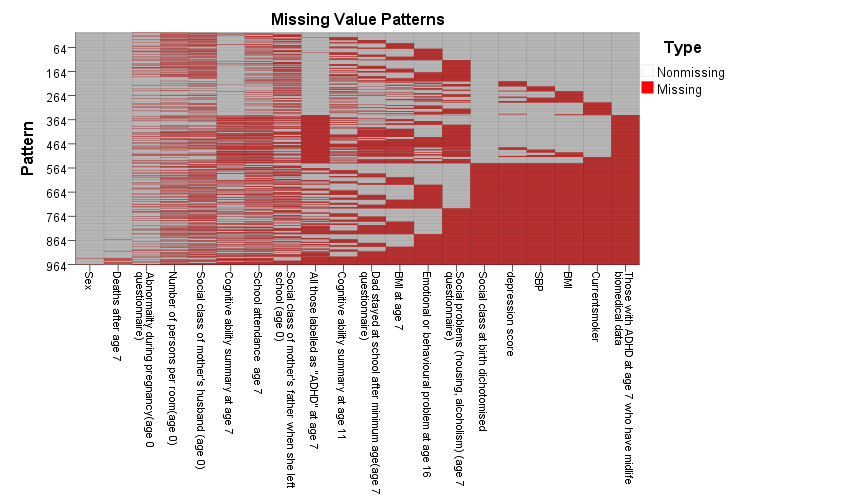 Missing Value Patterns
Type
Nonmissing
Missing
Pattern
64
164
264
364
464
564
664
764
864
964
Sex
Deaths after age 7
Abnormailty during pregnancy(age 0
questionnaire)
Number of persons per room(age 0)
Social class of mother's husband (age 0)
Cognitive ability summary at age 7
School attendance age 7
Social class of mother's father when she left
school (age 0)
All those labelled as "ADHD" at age 7
Cognitive ability summary at age 11
Dad stayed at school after minimum age(age 7
questionnaire)
BMI at age 7
Emotional or behavioural problem at age 16
Social problems (housing, alcoholism) (age 7
questionnaire)
Social class at birth dichotomised
depression score
SBP
BMI
Currentsmoker
Those with ADHD at age 7 who have midlife
biomedical data